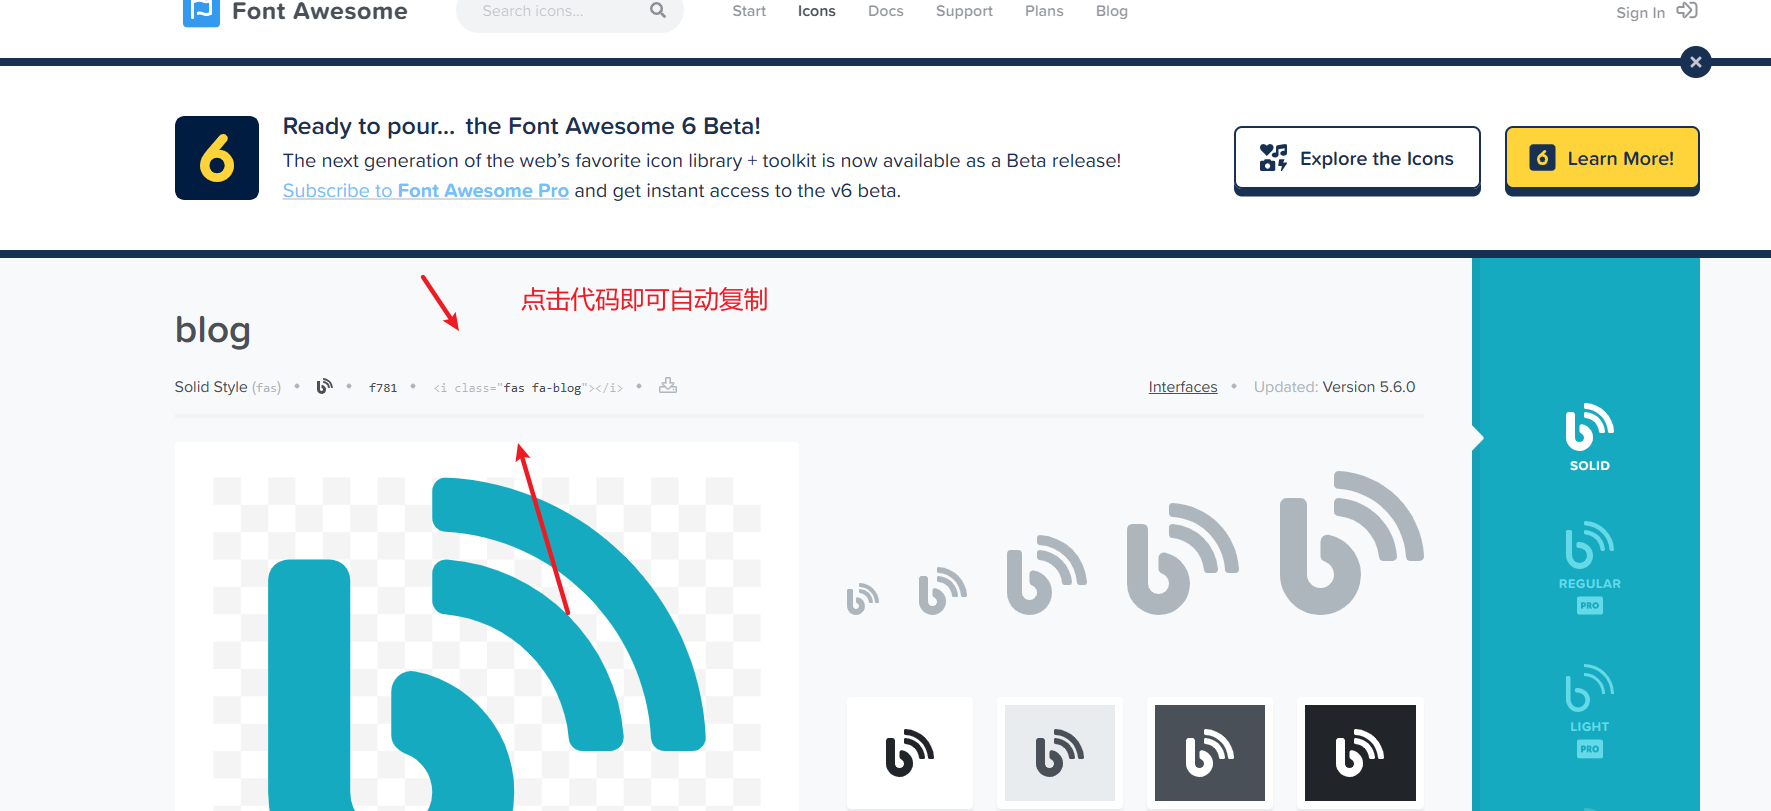 Font Awesome
Search icons...
Start
Icons
Docs
Support
Plans
Blog
Sign In
6
Ready to pour... the Font Awesome 6 Beta!
The next generation of the web’s favorite icon library + toolkit is now available as a Beta release!
Subscribe to Font Awesome Pro and get instant access to the v6 beta.
Explore the Icons
6 Learn More!
点击代码即可自动复制
blog
Solid Style (fas) • • f781 • <i class="fas fa-blog"></i> •
Interfaces • Updated: Version 5.6.0
SOLID
REGULAR
PRO
LIGHT
PRO